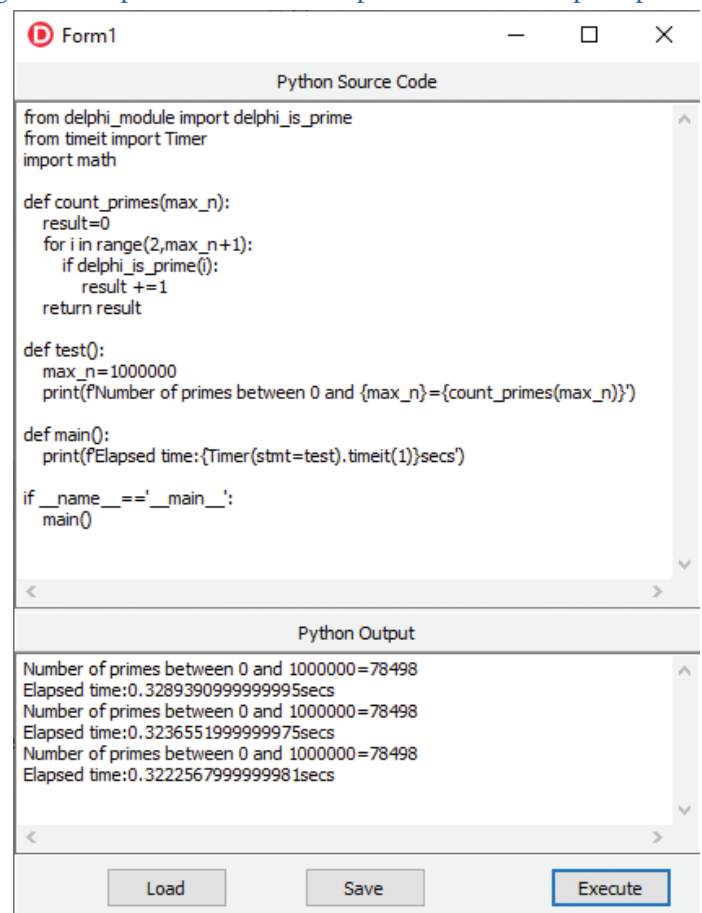 Form1
Python Source Code
from delphi_module import delphi_is_prime
from timeit import Timer
import math
def count_primes(max_n):
result=0
for i in range(2,max_n+1):
if delphi_is_prime(i):
result +=1
return result
def test():
max_n=1000000
print(f'Number of primes between 0 and {max_n}={count_primes(max_n)}')
def main():
print(f'Elapsed time:{Timer(stmt=test).timeit(1)}secs')
if __name__=='__main__':
main()
Python Output
Number of primes between 0 and 1000000=78498
Elapsed time:0.3289390999999995secs
Number of primes between 0 and 1000000=78498
Elapsed time:0.3236551999999975secs
Number of primes between 0 and 1000000=78498
Elapsed time:0.3222567999999981secs
Load Save Execute